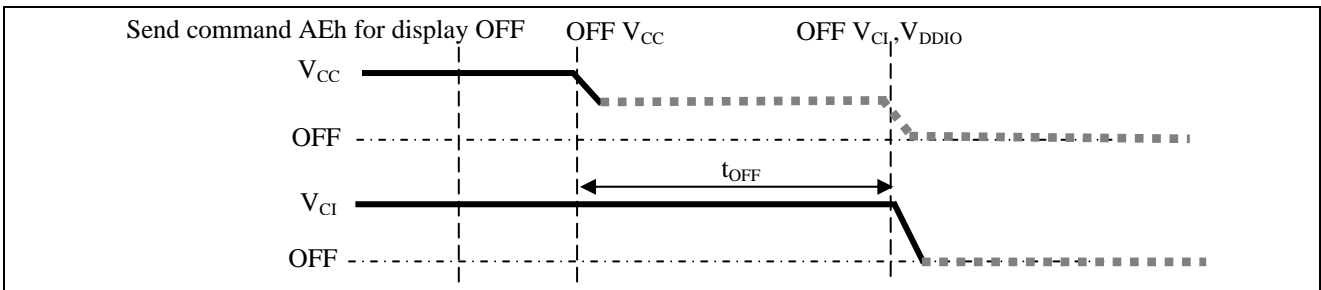 Send command AEh for display OFF OFF VCC OFF VCI,VDDIO
VCC
OFF
tOFF
VCI
OFF